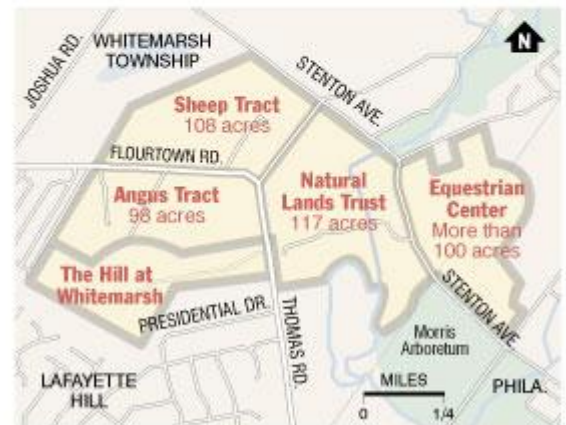 N
JOSHUA RD.
WHITEMARSH
TOWNSHIP
STENTON AVE.
Sheep Tract
108 acres
FLOURTOWN RD.
Angus Tract
98 acres
Natural
Lands Trust
117 acres
Equestrian
Center
More than
100 acres
The Hill at
Whitemarsh
PRESIDENTIAL DR.
THOMAS RD.
STENTON AVE.
Morris
Arboretum
LAFAYETTE
HILL
MILES
0 1/4
PHILA.